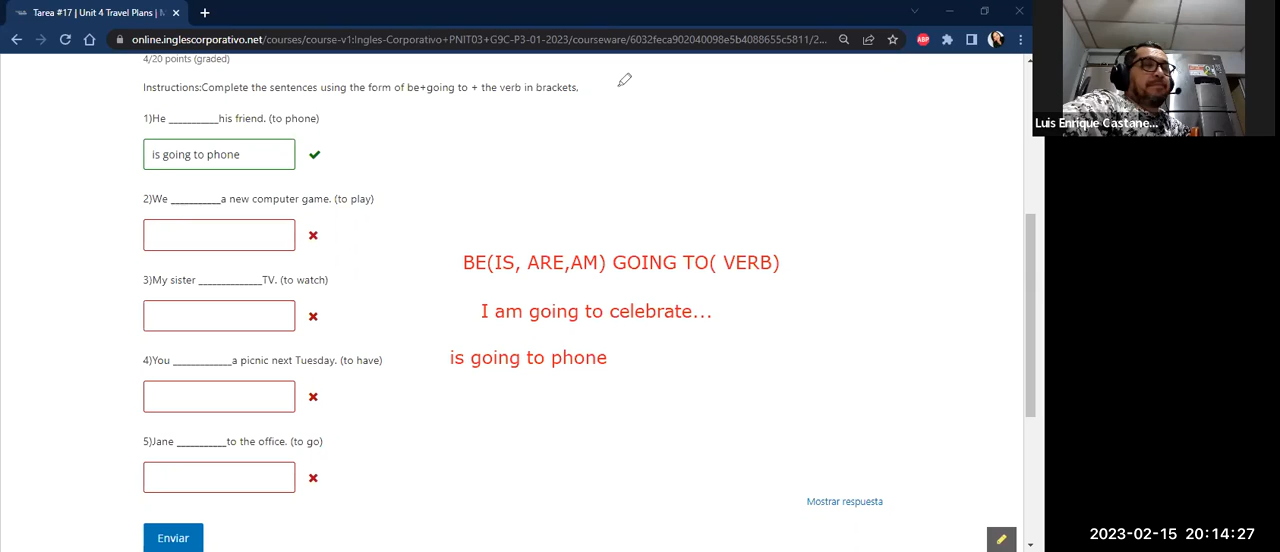 Tarea #17 | Unit 4 Travel Plans | M
online.inglescorporativo.net/courses/course-v1:Ingles-Corporativo+PNIT03+G9C-P3-01-2023/courseware/6032feca902040098e5b4088655c5811/2...
ABP
4/20 points (graded)
Instructions:Complete the sentences using the form of be+going to + the verb in brackets,
1)He __________his friend. (to phone)
is going to phone
2)We __________a new computer game. (to play)
3)My sister _____________TV. (to watch)
4)You ____________a picnic next Tuesday. (to have)
5)Jane __________to the office. (to go)
Mostrar respuesta
Enviar
BE(IS, ARE,AM) GOING TO( VERB)
I am going to celebrate...
is going to phone
Luis Enrique Castane...
2023-02-15 20:14:27